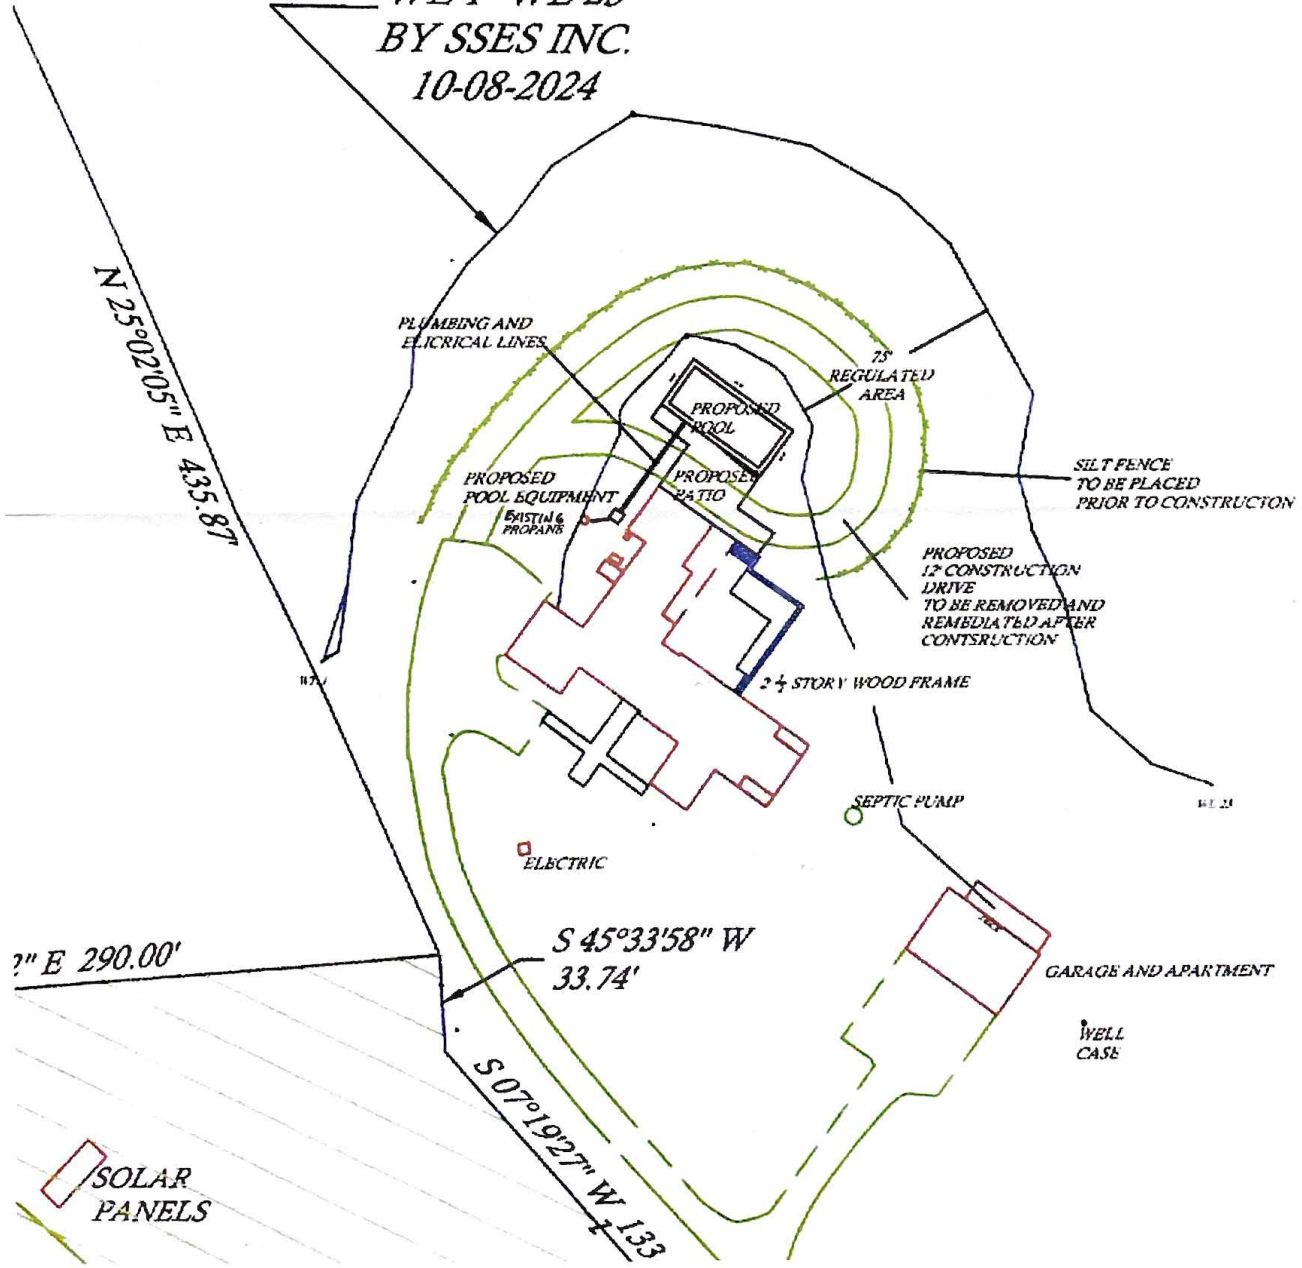 BY SSES INC.
10-08-2024
N 25°02'05" E 435.87'
PLUMBING AND
ELICRICAL LINES
75'
REGULATED
AREA
PROPOSED
POOL
PROPOSED
PATIO
PROPOSED
POOL EQUIPMENT
EXISTING
PROPANE
SILT FENCE
TO BE PLACED
PRIOR TO CONSTRUCTON
PROPOSED
12' CONSTRUCTION
DRIVE
TO BE REMOVED AND
REMEDIATED AFTER
CONTSRUCTION
2 ½ STORY WOOD FRAME
SEPTIC PUMP
WL 23
ELECTRIC
S 45°33'58" W
33.74'
" E 290.00'
GARAGE AND APARTMENT
WELL
CASE
S 07°19'27" W 133
SOLAR
PANELS